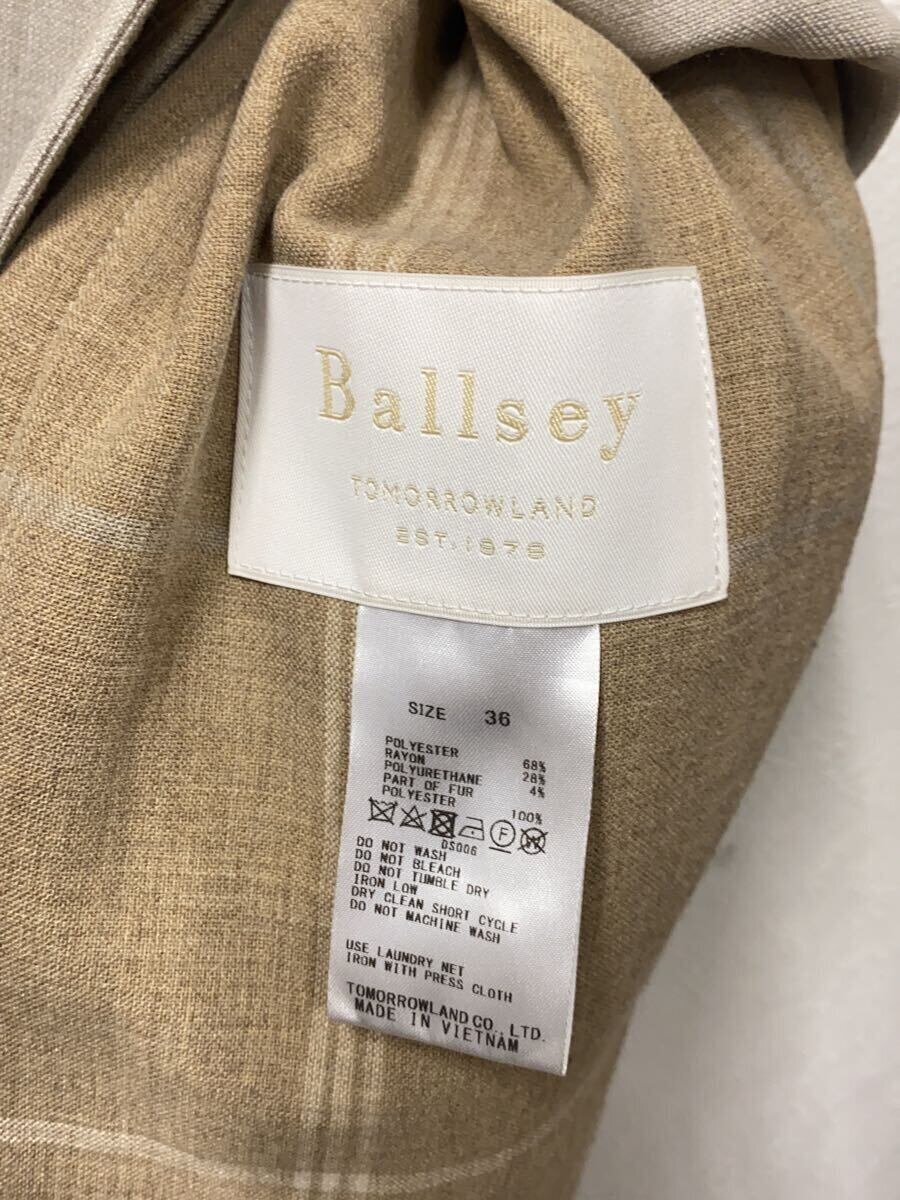 Ballsey
TOMORROWLAND
EST. 1978
SIZE 36
POLYESTER 68%
RAYON 28%
POLYURETHANE 4%
PART OF FUR
POLYESTER 100%
F W
DS006
DO NOT WASH
DO NOT BLEACH
DO NOT TUMBLE DRY
IRON LOW
DRY CLEAN SHORT CYCLE
DO NOT MACHINE WASH
USE LAUNDRY NET
IRON WITH PRESS CLOTH
TOMORROWLAND CO., LTD.
MADE IN VIETNAM